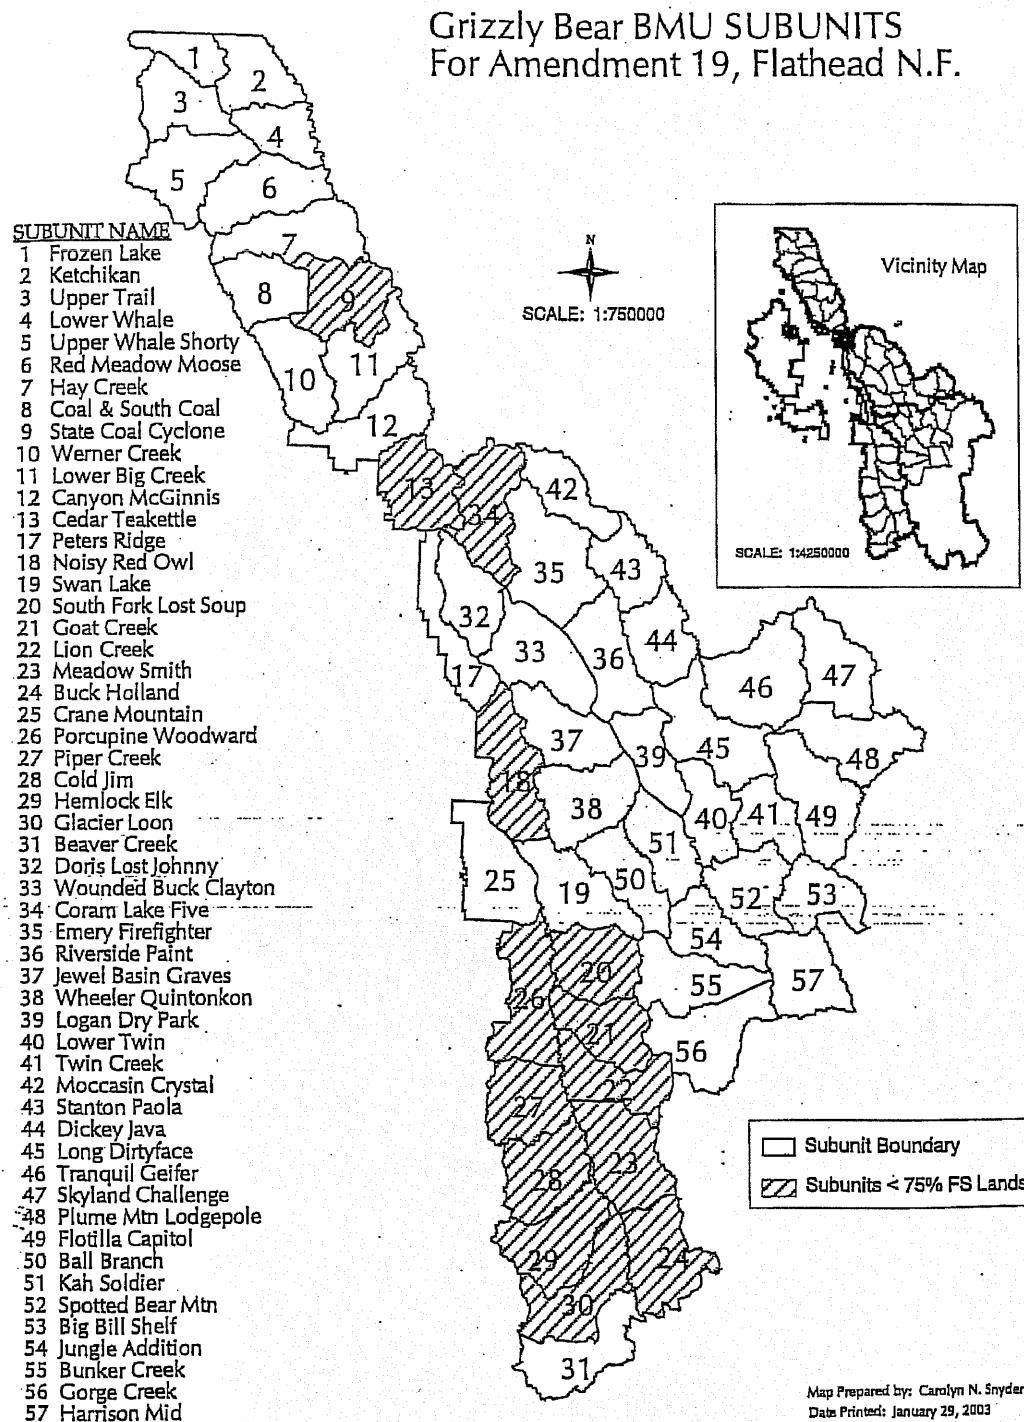 Grizzly Bear BMU SUBUNITS
For Amendment 19, Flathead N.F.
SUBUNIT NAME
1 Frozen Lake
2 Ketchikan
3 Upper Trail
4 Lower Whale
5 Upper Whale Shorty
6 Red Meadow Moose
7 Hay Creek
8 Coal & South Coal
9 State Coal Cyclone
10 Werner Creek
11 Lower Big Creek
12 Canyon McGinnis
13 Cedar Teakettle
17 Peters Ridge
18 Noisy Red Owl
19 Swan Lake
20 South Fork Lost Soup
21 Goat Creek
22 Lion Creek
23 Meadow Smith
24 Buck Holland
25 Crane Mountain
26 Porcupine Woodward
27 Piper Creek
28 Cold Jim
29 Hemlock Elk
30 Glacier Loon
31 Beaver Creek
32 Doris Lost Johnny
33 Wounded Buck Clayton
34 Coram Lake Five
35 Emery Firefighter
36 Riverside Paint
37 Jewel Basin Graves
38 Wheeler Quintonkon
39 Logan Dry Park
40 Lower Twin
41 Twin Creek
42 Moccasin Crystal
43 Stanton Paola
44 Dickey Java
45 Long Dirtyface
46 Tranquil Geifer
47 Skyland Challenge
48 Plume Mtn Lodgepole
49 Flotilla Capitol
50 Ball Branch
51 Kah Soldier
52 Spotted Bear Mtn
53 Big Bill Shelf
54 Jungle Addition
55 Bunker Creek
56 Gorge Creek
57 Harrison Mid
1
2
3
4
5
6
7
8
9
10
11
12
13
34
42
35
43
32
33
36
44
17
46
47
37
39
45
48
18
38
40
41
49
51
25
19
50
52
53
54
20
55
57
26
21
56
22
27
23
28
29
24
30
31
N
SCALE: 1:750000
Vicinity Map
SCALE: 1:4250000
Subunit Boundary
Subunits < 75% FS Lands
Map Prepared by: Carolyn N. Snyder
Date Printed: January 29, 2003